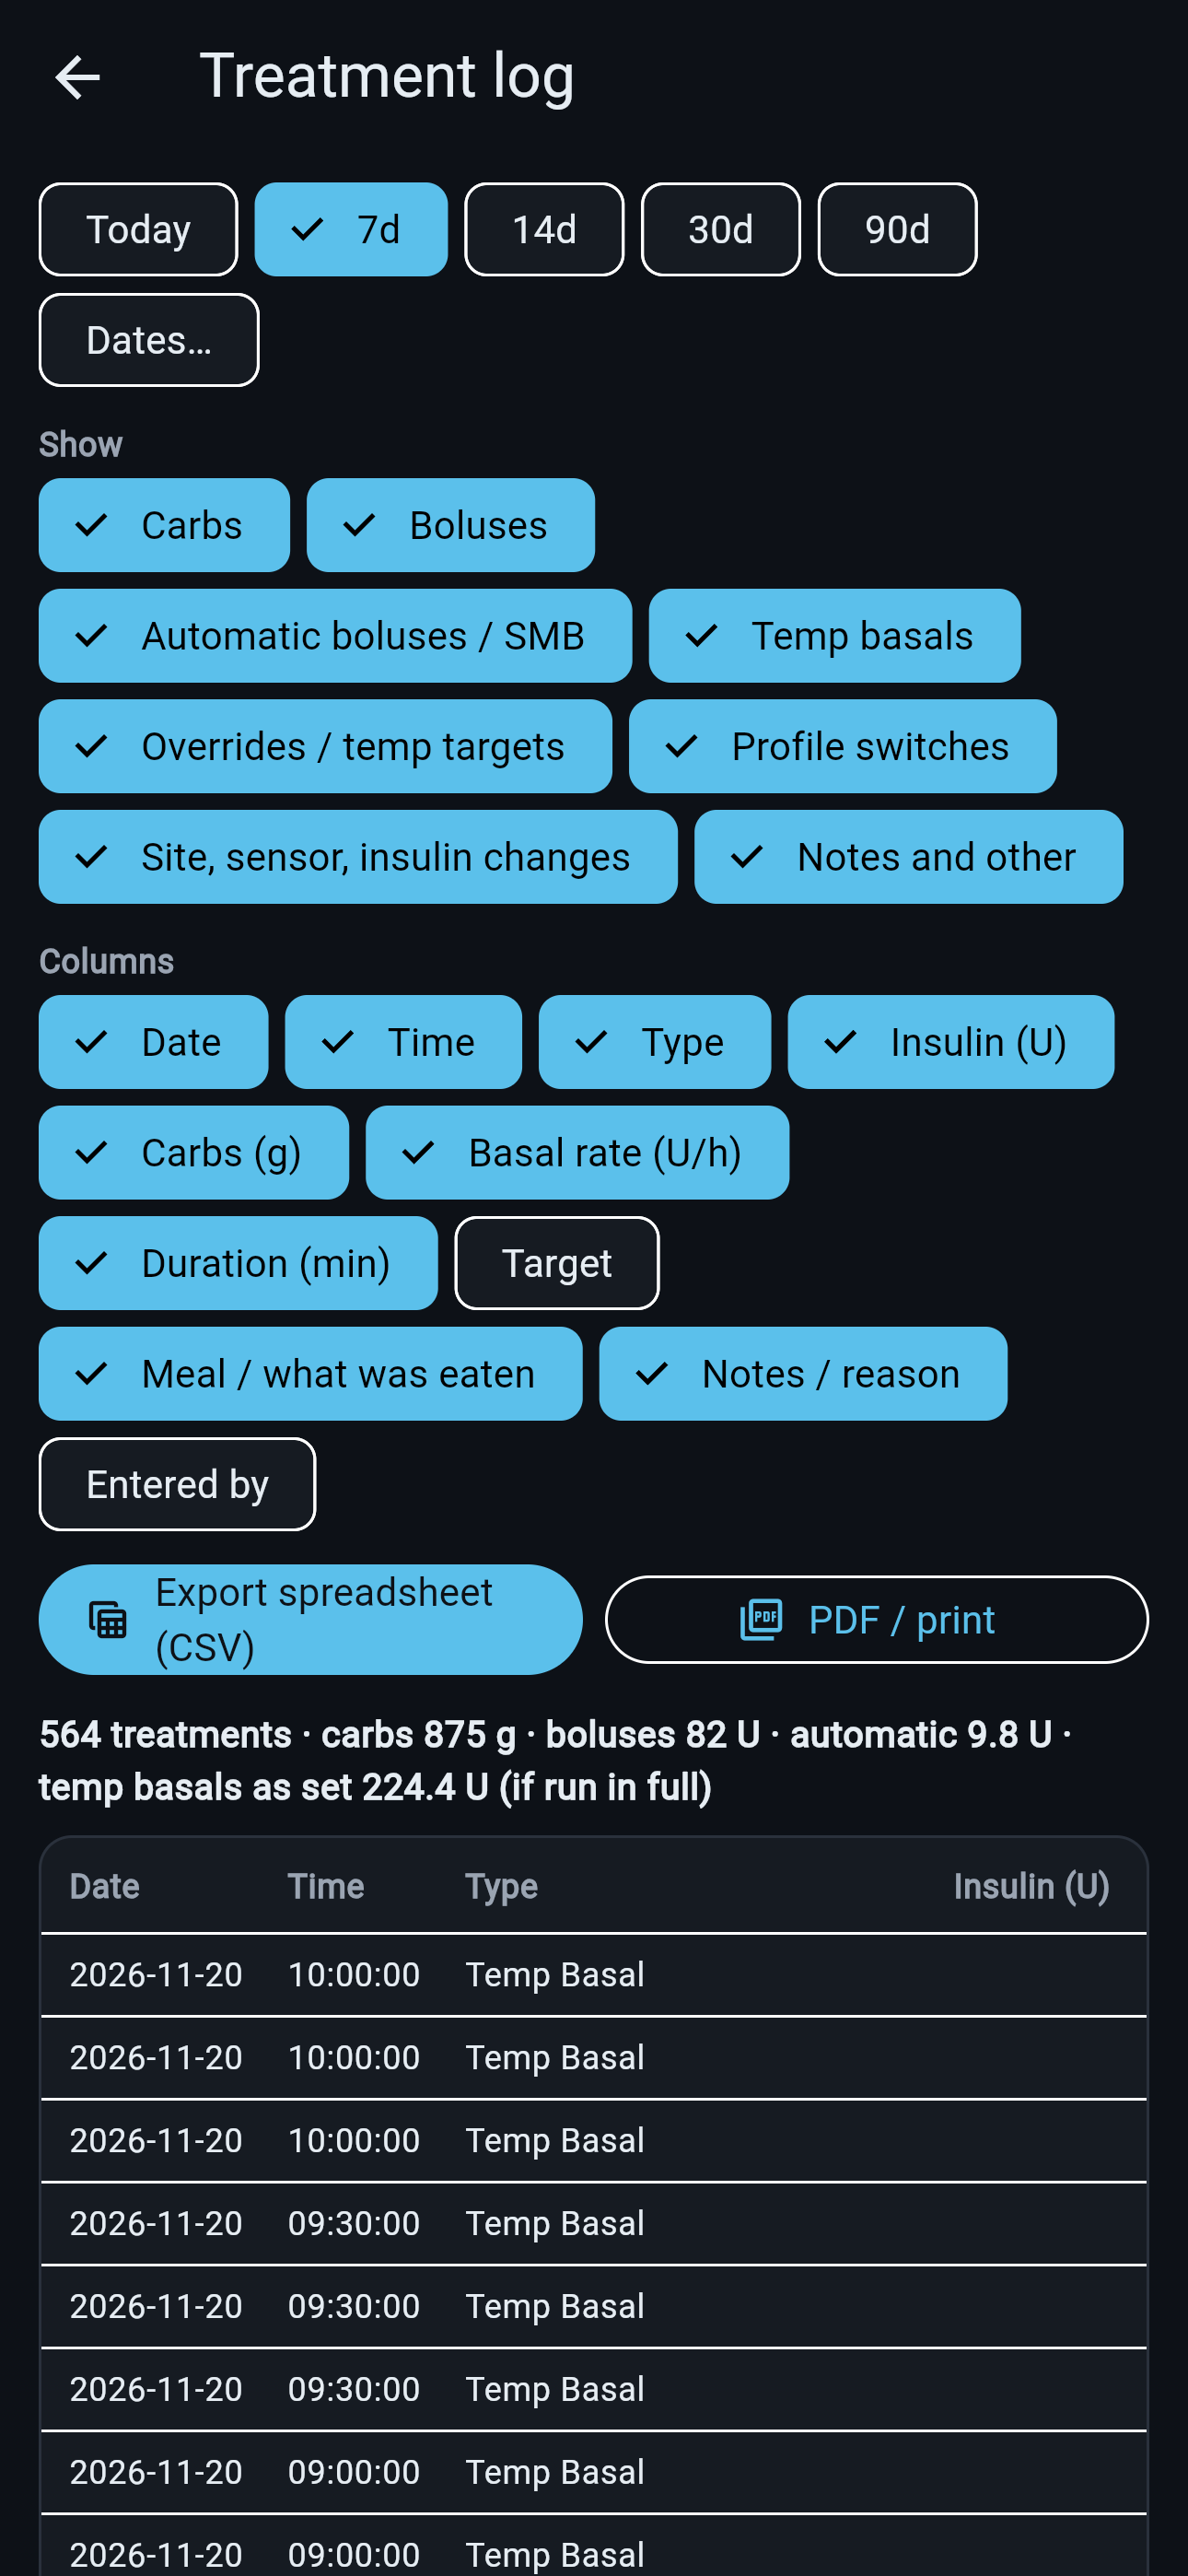 Treatment log
Today 7d 14d 30d 90d
Dates...
Show
Carbs Boluses
Automatic boluses / SMB Temp basals
Overrides / temp targets Profile switches
Site, sensor, insulin changes Notes and other
Columns
Date Time Type Insulin (U)
Carbs (g) Basal rate (U/h)
Duration (min) Target
Meal / what was eaten Notes / reason
Entered by
Export spreadsheet
(CSV)
PDF PDF / print
564 treatments · carbs 875 g · boluses 82 U · automatic 9.8 U ·
temp basals as set 224.4 U (if run in full)
Date Time Type Insulin (U)
2026-11-20 10:00:00 Temp Basal
2026-11-20 10:00:00 Temp Basal
2026-11-20 10:00:00 Temp Basal
2026-11-20 09:30:00 Temp Basal
2026-11-20 09:30:00 Temp Basal
2026-11-20 09:30:00 Temp Basal
2026-11-20 09:00:00 Temp Basal
2026-11-20 09:00:00 Temp Basal